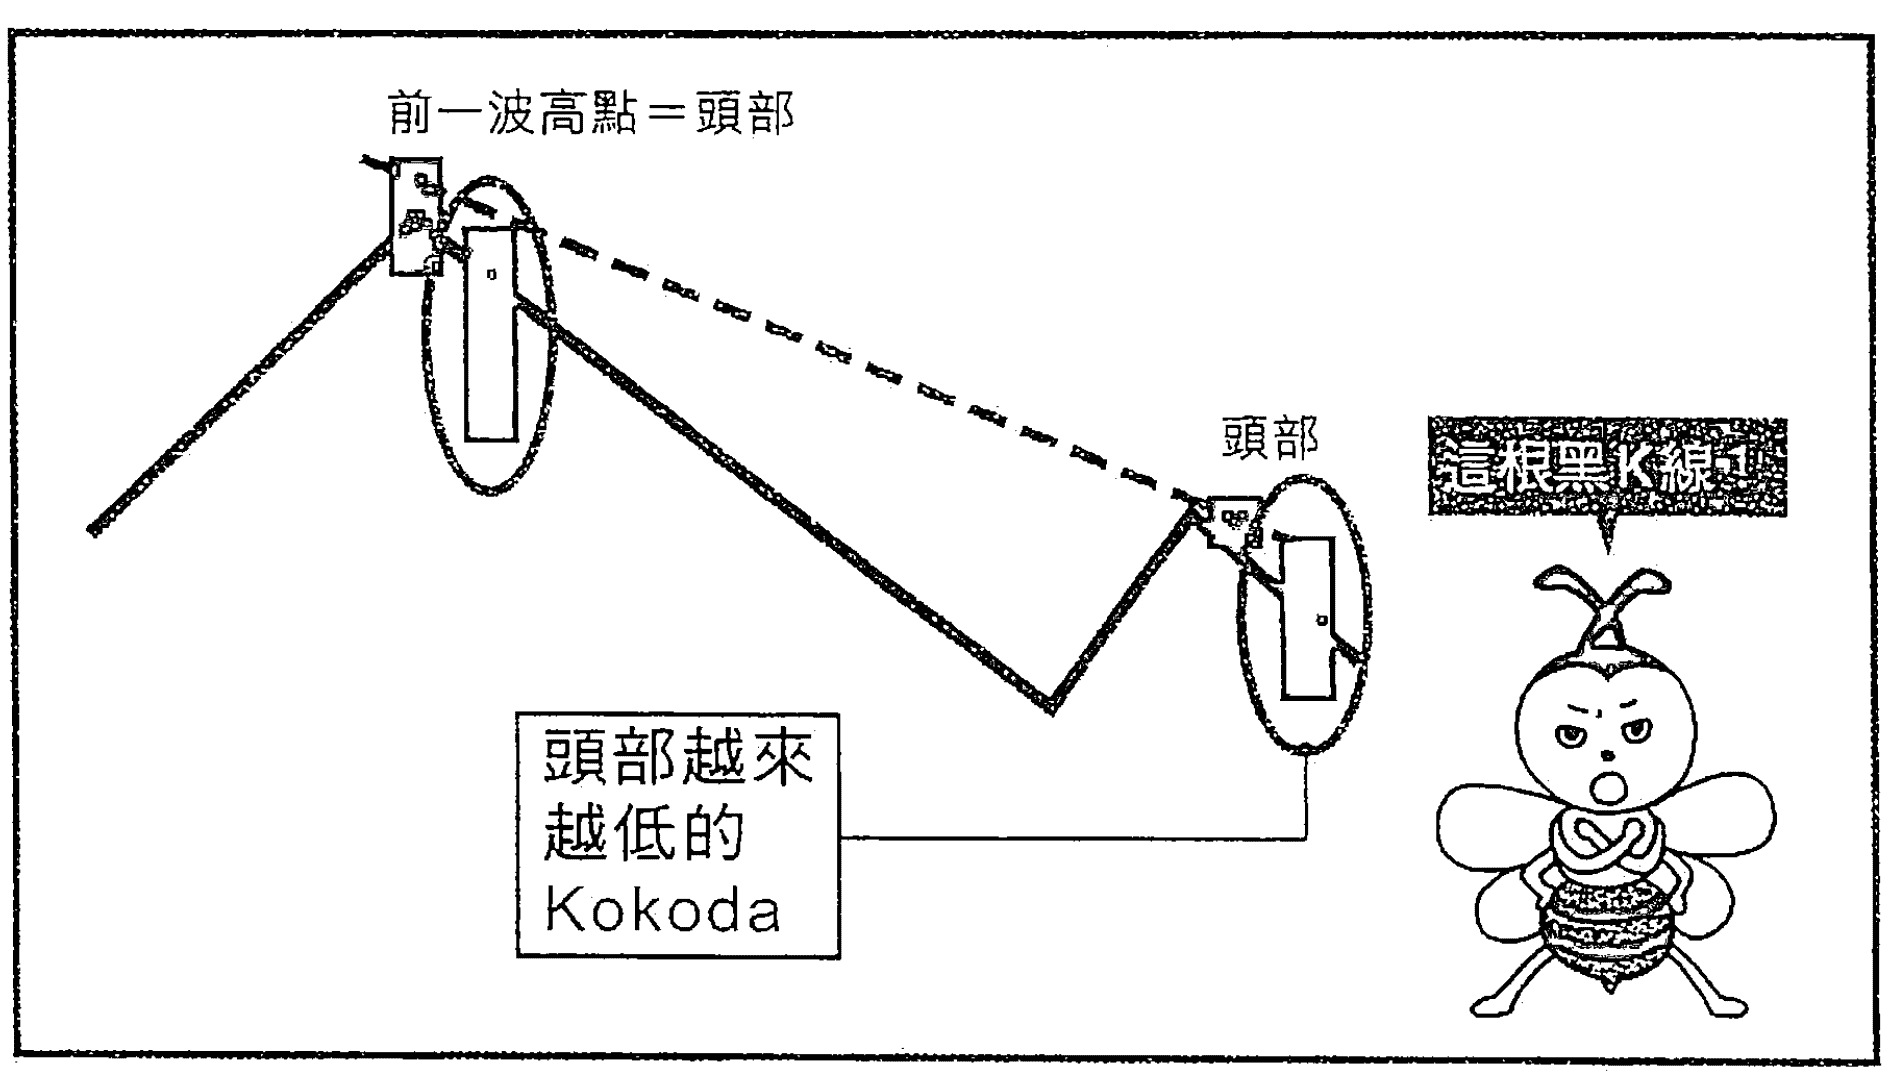 前一波高點＝頭部
頭部
這根黑K線！
頭部越來
越低的
Kokoda